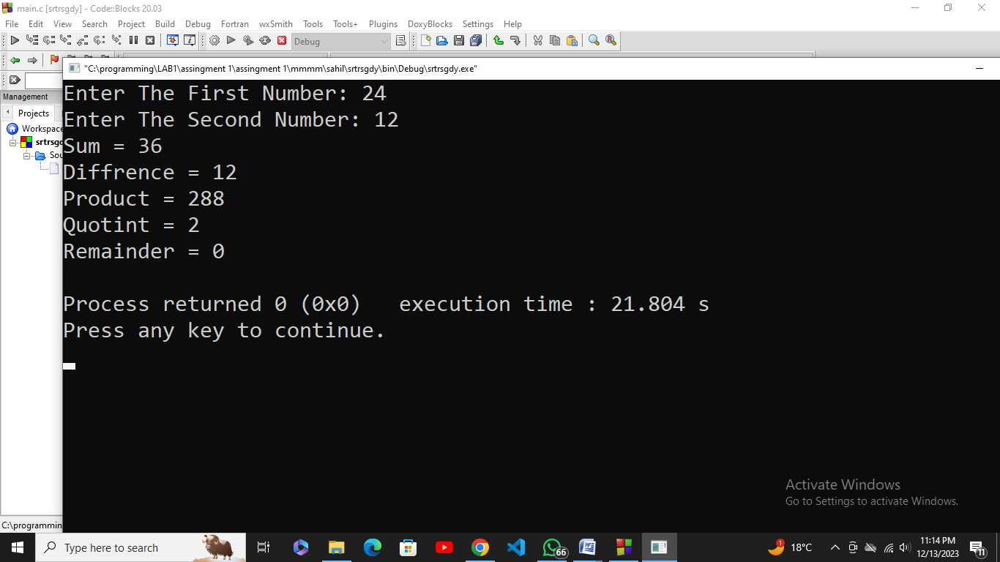 main.c [srtrsgdy] - Code::Blocks 20.03
File Edit View Search Project Build Debug Fortran wxSmith Tools Tools+ Plugins DoxyBlocks Settings Help
Debug
"C:\programming\LAB1\assingment 1\assingment 1\mmmm\sahil\srtrsgdy\bin\Debug\srtrsgdy.exe"
Management
Projects
Workspace
srtrsgd
Sou
Enter The First Number: 24
Enter The Second Number: 12
Sum = 36
Diffrence = 12
Product = 288
Quotint = 2
Remainder = 0
Process returned 0 (0x0)   execution time : 21.804 s
Press any key to continue.
Activate Windows
Go to Settings to activate Windows.
C:\programmin
Type here to search
66
1
18°C
11:14 PM
12/13/2023
11